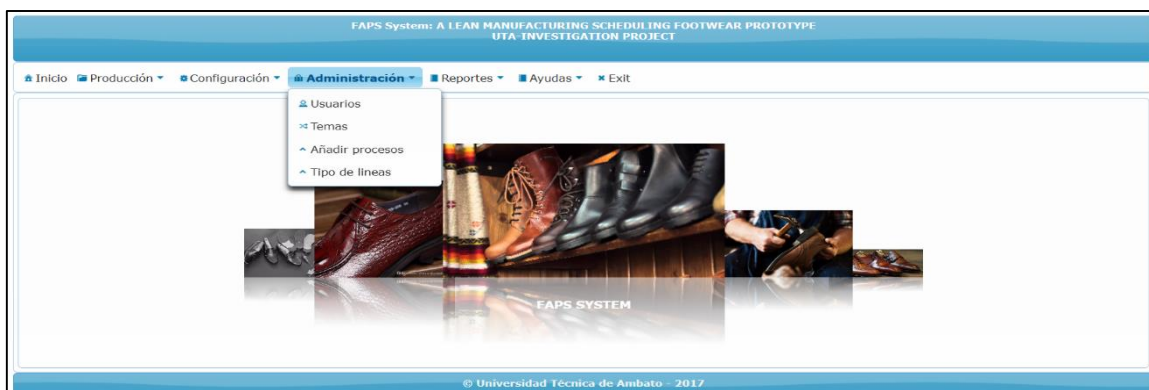 FAPS System: A LEAN MANUFACTURING SCHEDULING FOOTWEAR PROTOTYPE
UTA-INVESTIGATION PROJECT
Inicio Producción Configuración Administración Reportes Ayudas Exit
Usuarios
Temas
Añadir procesos
Tipo de lineas
FAPS SYSTEM
© Universidad Técnica de Ambato - 2017